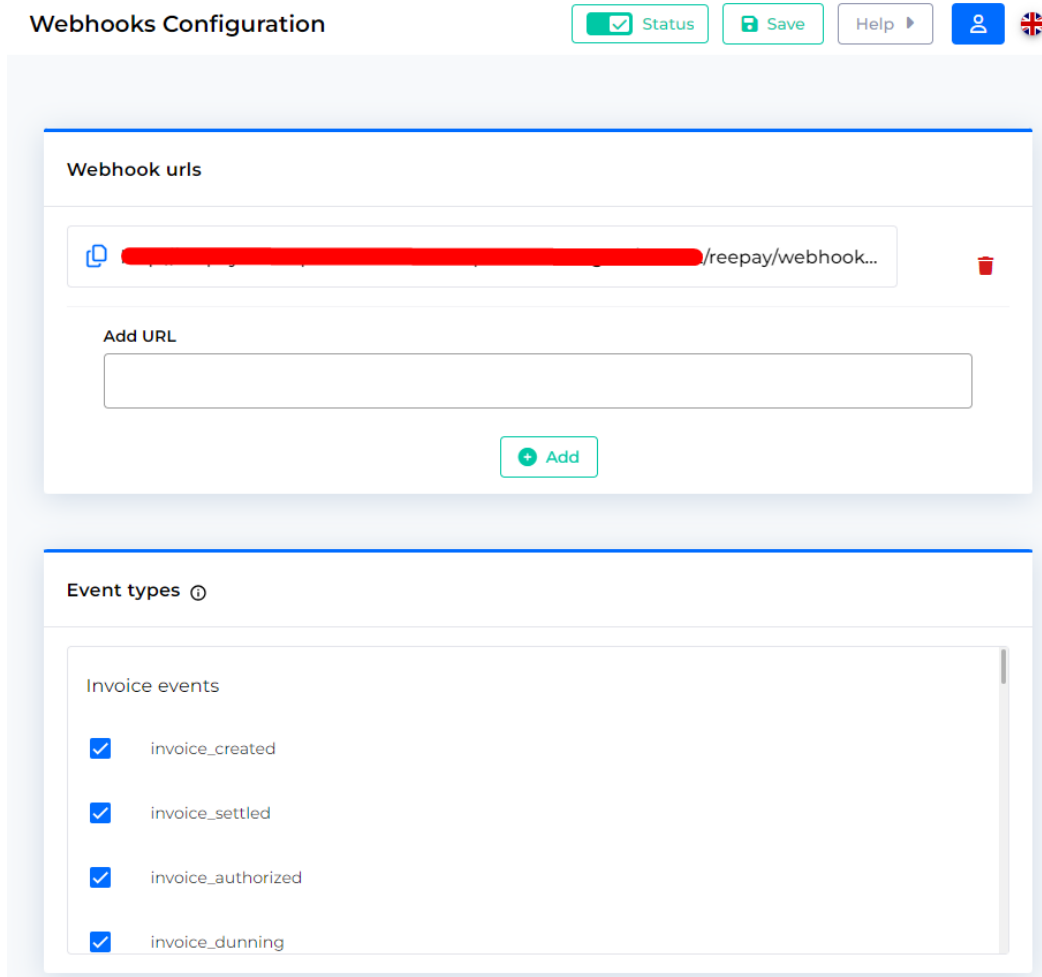 Webhooks Configuration
Status
Save
Help
Webhook urls
/reepay/webhook...
Add URL
Add
Event types
Invoice events
invoice_created
invoice_settled
invoice_authorized
invoice_dunning